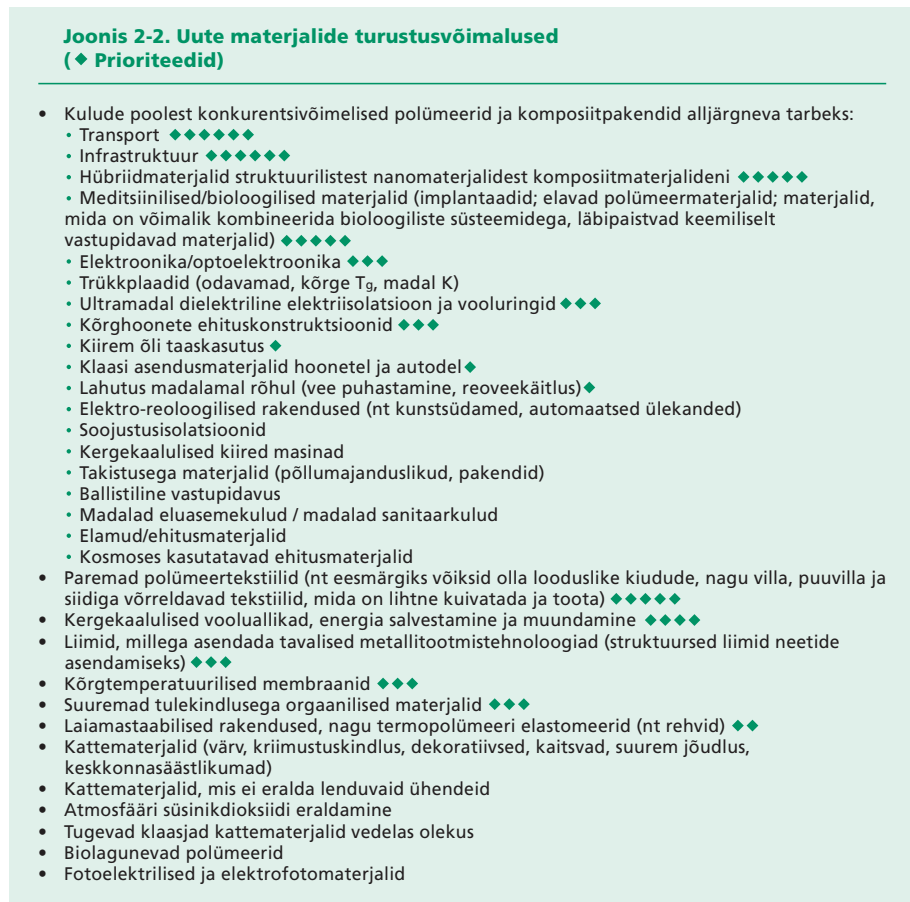 Joonis 2-2. Uute materjalide turustusvõimalused
(◆ Prioriteedid)
• Kulude poolest konkurentsivõimelised polümeerid ja komposiitpakendid alljärgneva tarbeks:
• Transport ◆◆◆◆◆◆
• Infrastruktuur ◆◆◆◆◆◆
• Hübriidmaterjalid struktuurilistest nanomaterjalidest komposiitmaterjalideni ◆◆◆◆◆
• Meditsiinilised/bioloogilised materjalid (implantaadid; elavad polümeermaterjalid; materjalid,
mida on võimalik kombineerida bioloogiliste süsteemidega, läbipaistvad keemiliselt
vastupidavad materjalid) ◆◆◆◆◆
• Elektroonika/optoelektroonika ◆◆◆
• Trükkplaadid (odavamad, kõrge Tg, madal K)
• Ultramadal dielektriline elektriisolatsioon ja vooluringid ◆◆◆
• Kõrghoonete ehituskonstruktsioonid ◆◆◆
• Kiirem õli taaskasutus ◆
• Klaasi asendusmaterjalid hoonetel ja autodel ◆
• Lahutus madalamal rõhul (vee puhastamine, reoveekäitlus) ◆
• Elektro-reoloogilised rakendused (nt kunstsüdamed, automaatsed ülekanded)
• Soojustusisolatsioonid
• Kergekaalulised kiired masinad
• Takistusega materjalid (põllumajanduslikud, pakendid)
• Ballistiline vastupidavus
• Madalad eluasemekulud / madalad sanitaarkulud
• Elamud/ehitusmaterjalid
• Kosmoses kasutatavad ehitusmaterjalid
• Paremad polümeertekstiilid (nt eesmärgiks võiksid olla looduslike kiudude, nagu villa, puuvilla ja
siidiga võrreldavad tekstiilid, mida on lihtne kuivatada ja toota) ◆◆◆◆◆
• Kergekaalulised vooluallikad, energia salvestamine ja muundamine ◆◆◆◆
• Liimid, millega asendada tavalised metallitootmistehnoloogiad (struktuursed liimid neetide
asendamiseks) ◆◆◆
• Kõrgtemperatuurilised membraanid ◆◆◆
• Suuremad tulekindlusega orgaanilised materjalid ◆◆◆
• Laiamastaabilised rakendused, nagu termopolümeeri elastomeerid (nt rehvid) ◆◆
• Kattematerjalid (värv, kriimustuskindlus, dekoratiivsed, kaitsvad, suurem jõudlus,
keskkonnasäästlikumad)
• Kattematerjalid, mis ei eralda lenduvaid ühendeid
• Atmosfääri süsinikdioksiidi eraldamine
• Tugevad klaasjad kattematerjalid vedelas olekus
• Biolagunevad polümeerid
• Fotoelektrilised ja elektrofotomaterjalid